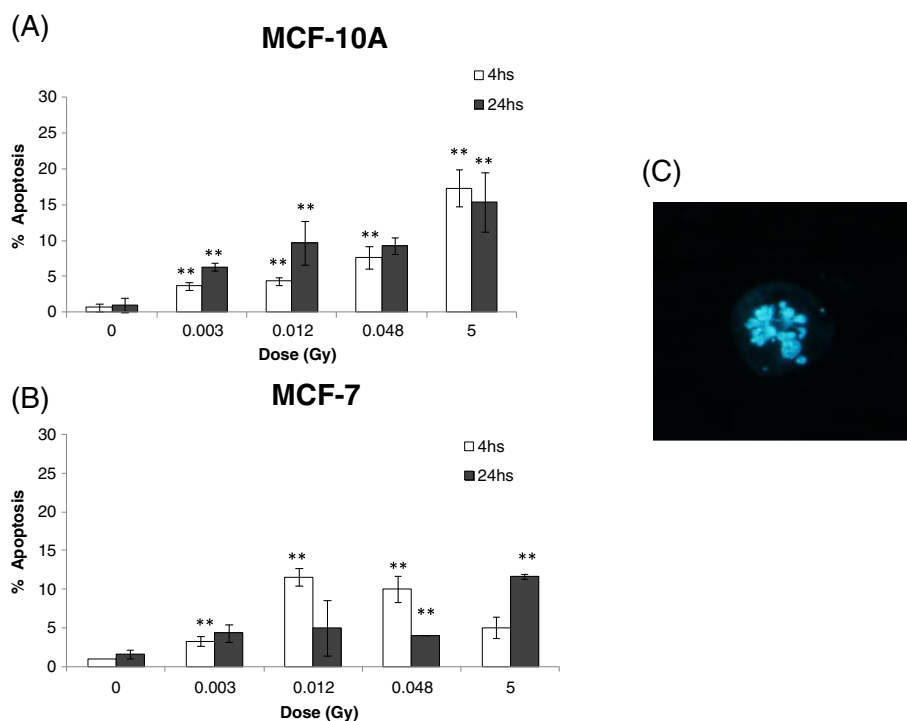 (A)
MCF-10A
4hs
24hs
30
25
20
15
10
5
0
% Apoptosis
** ** ** ** ** ** **
0 0.003 0.012 0.048 5
Dose (Gy)
(B)
MCF-7
4hs
24hs
30
25
20
15
10
5
0
% Apoptosis
** ** ** ** **
0 0.003 0.012 0.048 5
Dose (Gy)
(C)